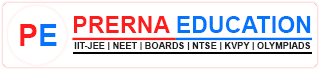 PE
PRERNA EDUCATION
IIT-JEE | NEET | BOARDS | NTSE | KVPY | OLYMPIADS